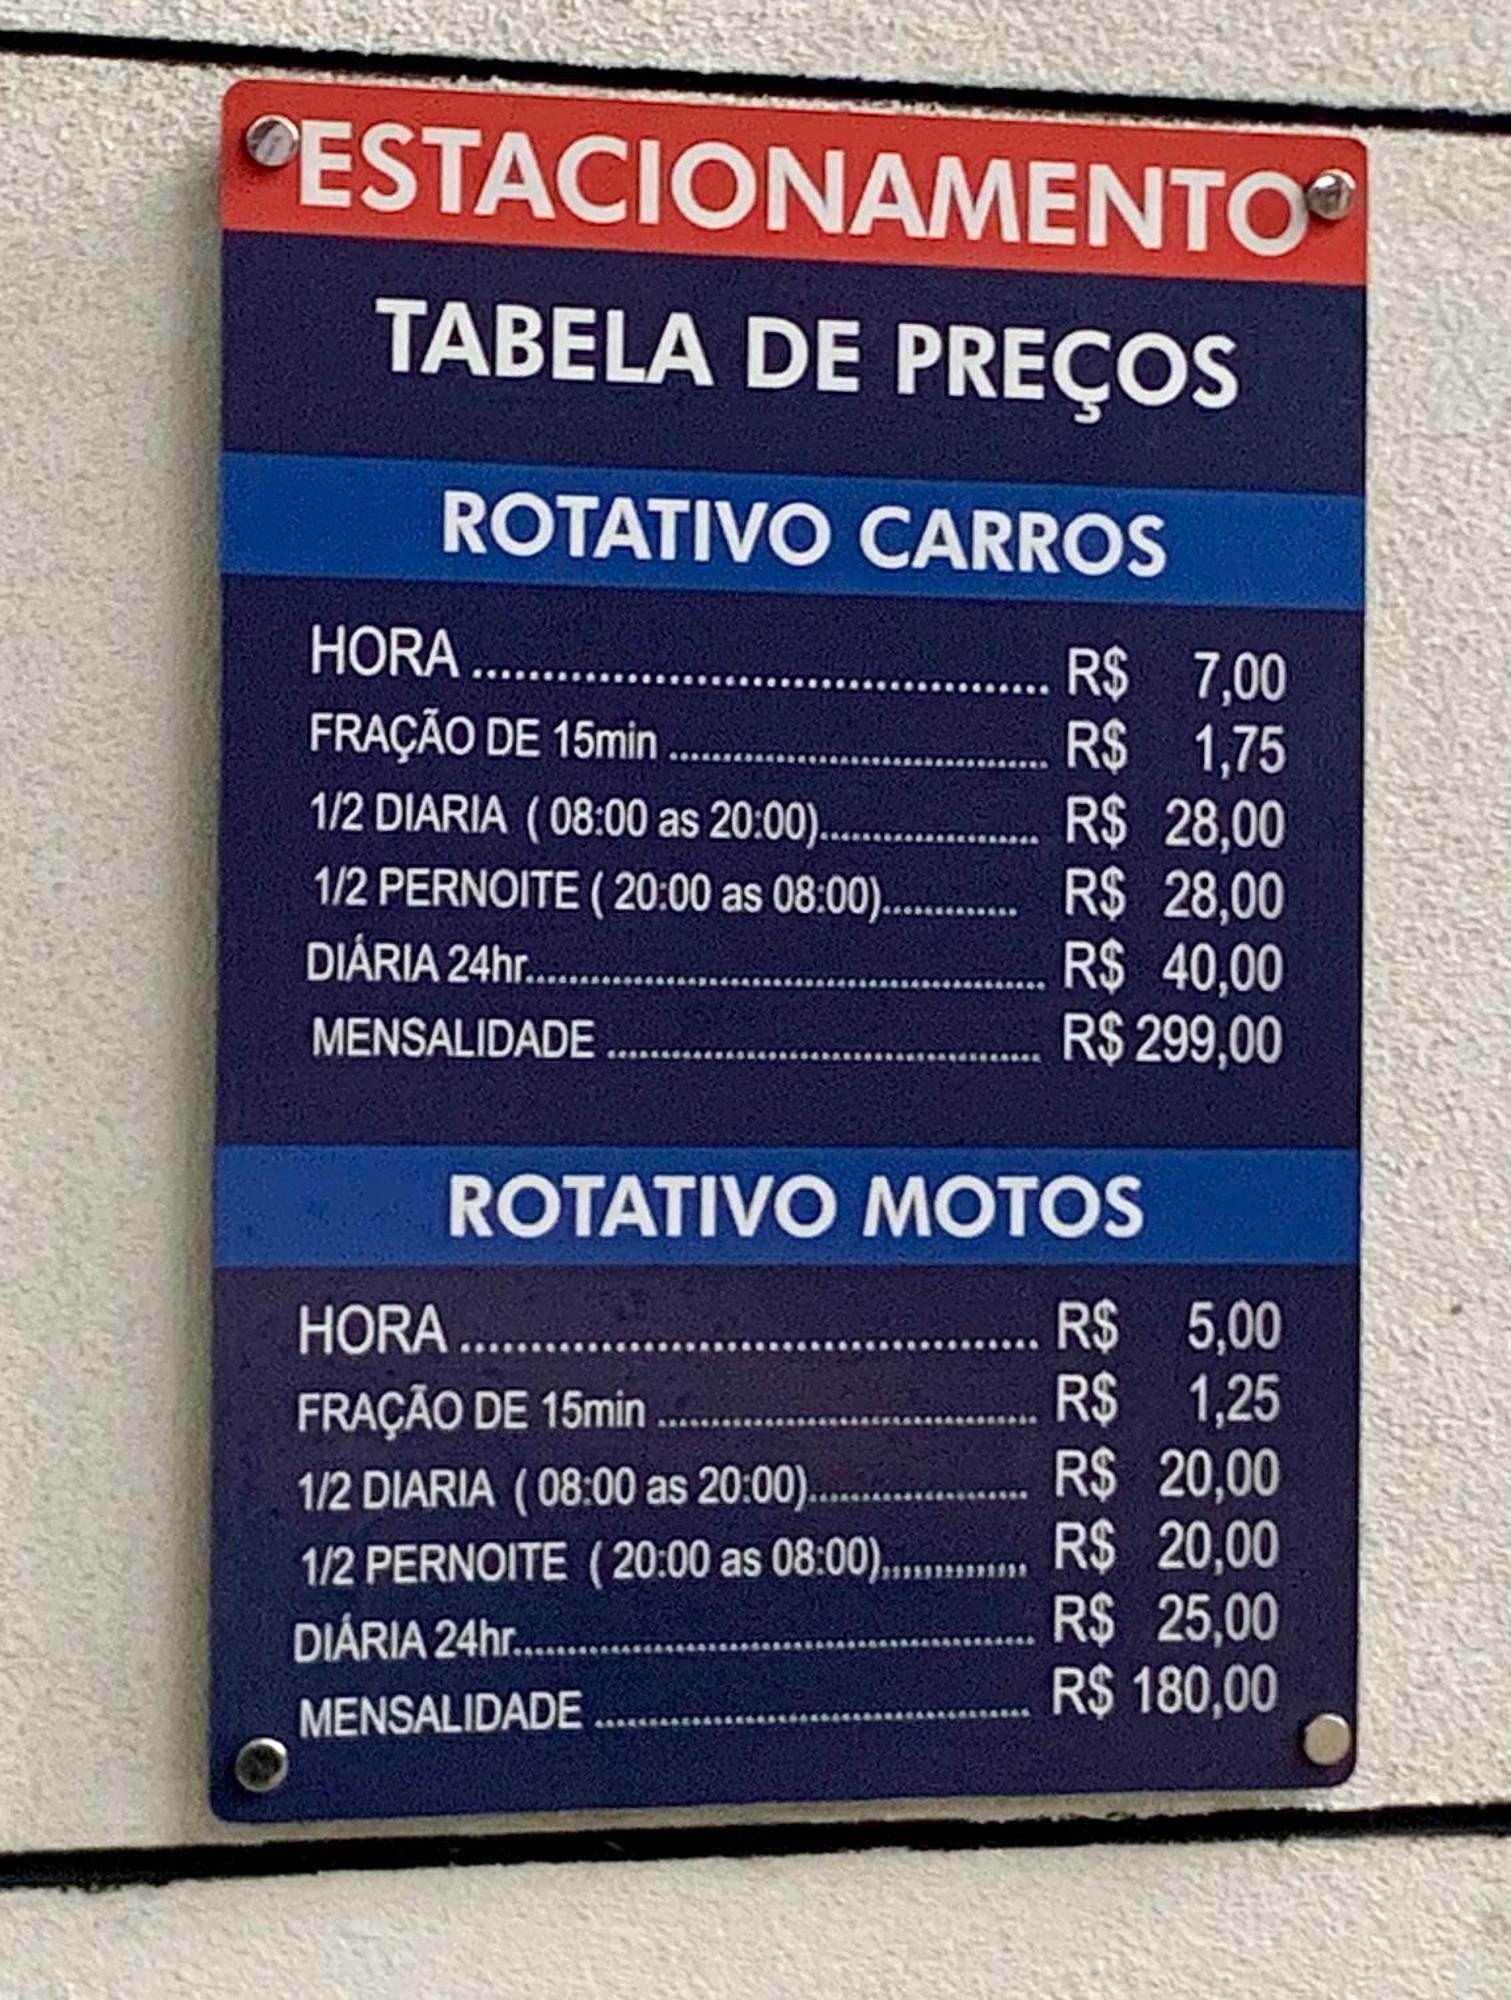 ESTACIONAMENTO
TABELA DE PREÇOS
ROTATIVO CARROS
HORA ........................................ R$ 7,00
FRAÇÃO DE 15min ........................................ R$ 1,75
1/2 DIARIA ( 08:00 as 20:00)........................ R$ 28,00
1/2 PERNOITE ( 20:00 as 08:00)............. R$ 28,00
DIÁRIA 24hr........................................ R$ 40,00
MENSALIDADE ........................................ R$ 299,00
ROTATIVO MOTOS
HORA ........................................ R$ 5,00
FRAÇÃO DE 15min ........................................ R$ 1,25
1/2 DIARIA ( 08:00 as 20:00)........................ R$ 20,00
1/2 PERNOITE ( 20:00 as 08:00),............. R$ 20,00
DIÁRIA 24hr........................................ R$ 25,00
MENSALIDADE ........................................ R$ 180,00